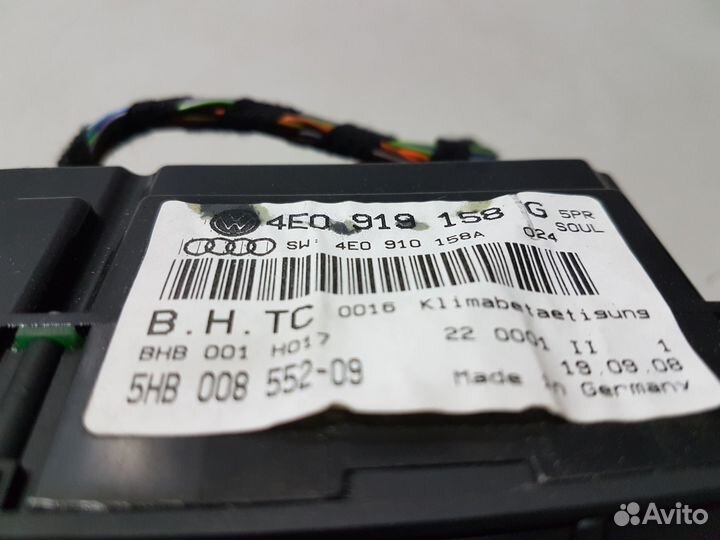 4E0 919 158 G 5PR
SW: 4E0 910 158A 024 SOUL
B.H.TC 0016 Klimabetaetigung
BHB 001 H017 22 0001 II 1
5HB 008 552-09 19.09.08
Made in Germany
Avito